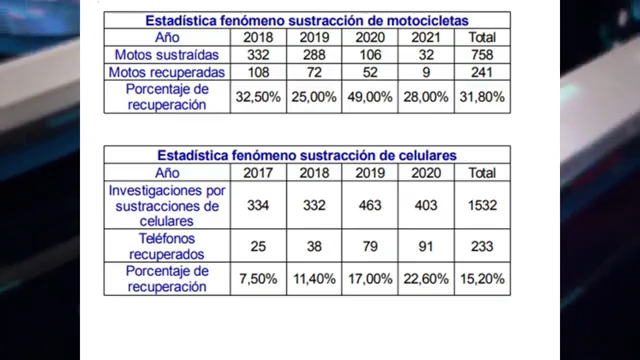 Estadística fenómeno sustracción de motocicletas
Año 2018 2019 2020 2021 Total
Motos sustraídas 332 288 106 32 758
Motos recuperadas 108 72 52 9 241
Porcentaje de
recuperación 32,50% 25,00% 49,00% 28,00% 31,80%
Estadística fenómeno sustracción de celulares
Año 2017 2018 2019 2020 Total
Investigaciones por
sustracciones de
celulares 334 332 463 403 1532
Teléfonos
recuperados 25 38 79 91 233
Porcentaje de
recuperación 7,50% 11,40% 17,00% 22,60% 15,20%